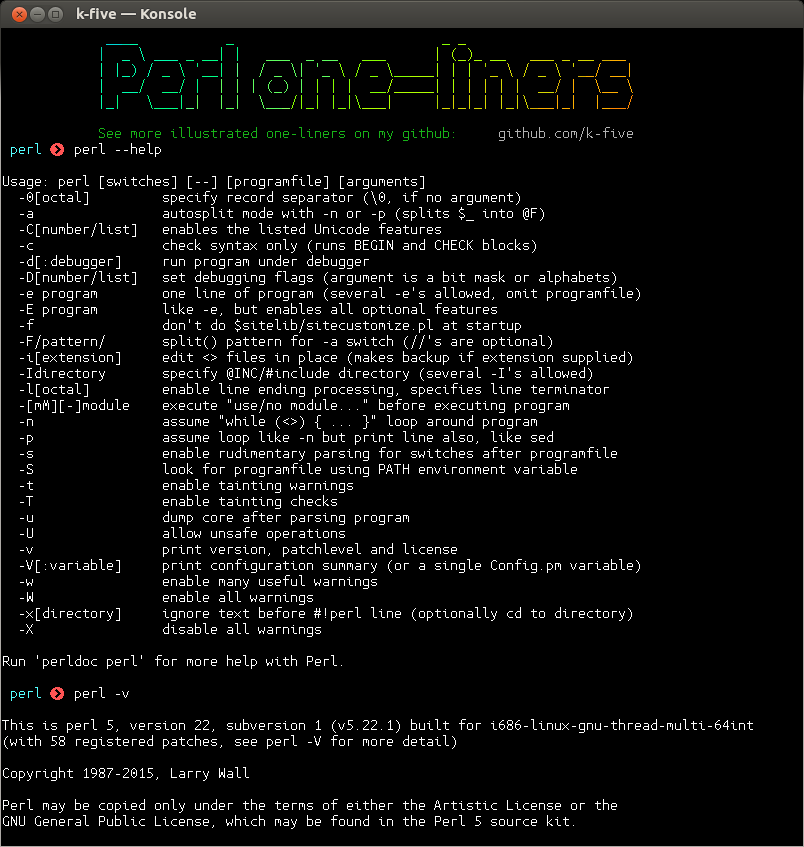 k-five — Konsole
Perl one-liners
See more illustrated one-liners on my github: github.com/k-five
perl perl --help
Usage: perl [switches] [--] [programfile] [arguments]
-0[octal] specify record separator (\0, if no argument)
-a autosplit mode with -n or -p (splits $_ into @F)
-C[number/list] enables the listed Unicode features
-c check syntax only (runs BEGIN and CHECK blocks)
-d[:debugger] run program under debugger
-D[number/list] set debugging flags (argument is a bit mask or alphabets)
-e program one line of program (several -e's allowed, omit programfile)
-E program like -e, but enables all optional features
-f don't do $sitelib/sitecustomize.pl at startup
-F/pattern/ split() pattern for -a switch (//'s are optional)
-i[extension] edit <> files in place (makes backup if extension supplied)
-Idirectory specify @INC/#include directory (several -I's allowed)
-l[octal] enable line ending processing, specifies line terminator
-[mM][-]module execute "use/no module..." before executing program
-n assume "while (<>) { ... }" loop around program
-p assume loop like -n but print line also, like sed
-s enable rudimentary parsing for switches after programfile
-S look for programfile using PATH environment variable
-t enable tainting warnings
-T enable tainting checks
-u dump core after parsing program
-U allow unsafe operations
-v print version, patchlevel and license
-V[:variable] print configuration summary (or a single Config.pm variable)
-w enable many useful warnings
-W enable all warnings
-x[directory] ignore text before #!perl line (optionally cd to directory)
-X disable all warnings
Run 'perldoc perl' for more help with Perl.
perl perl -v
This is perl 5, version 22, subversion 1 (v5.22.1) built for i686-linux-gnu-thread-multi-64int
(with 58 registered patches, see perl -V for more detail)
Copyright 1987-2015, Larry Wall
Perl may be copied only under the terms of either the Artistic License or the
GNU General Public License, which may be found in the Perl 5 source kit.